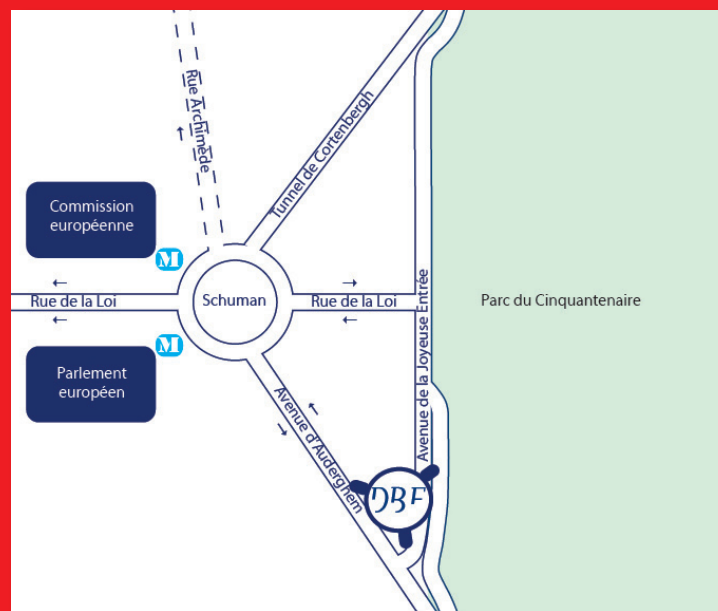 Rue Archimède
Tunnel de Cortenbergh
Commission
européenne
M
Rue de la Loi
Schuman
Rue de la Loi
Parc du Cinquantenaire
M
Parlement
européen
Avenue de la Joyeuse Entrée
Avenue d'Auderghem
DBF